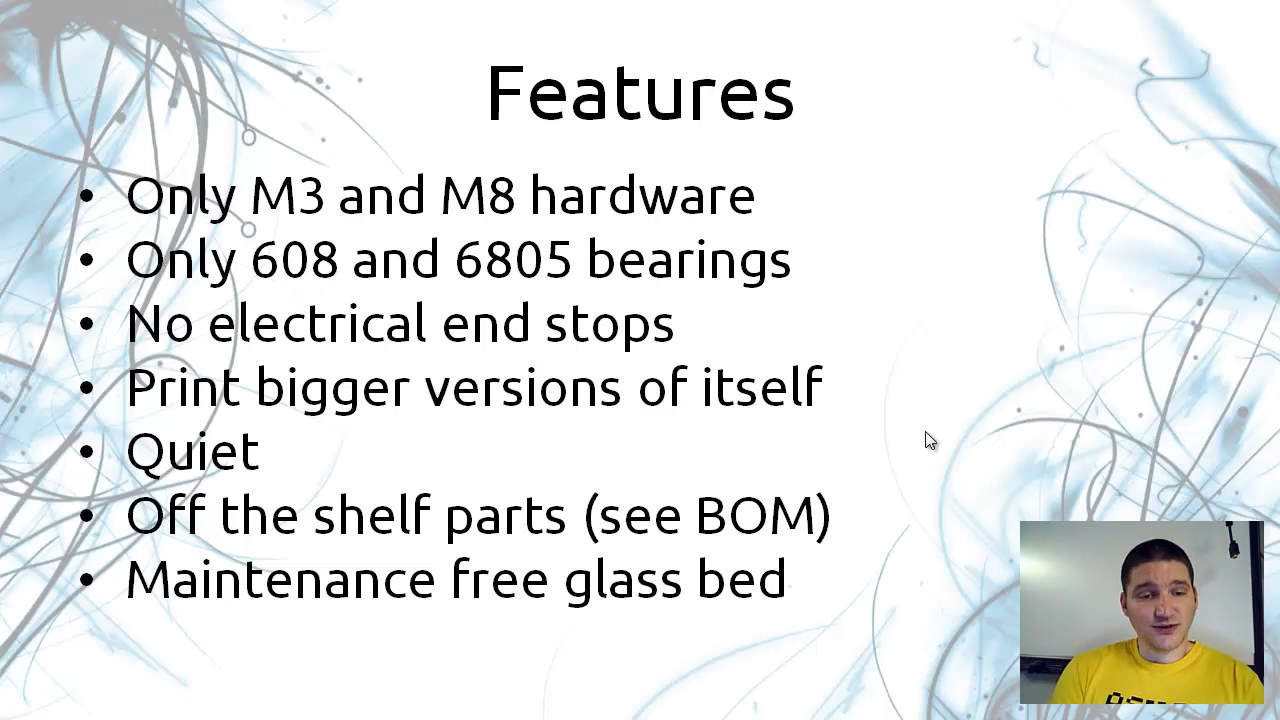 Features
• Only M3 and M8 hardware
• Only 608 and 6805 bearings
• No electrical end stops
• Print bigger versions of itself
• Quiet
• Off the shelf parts (see BOM)
• Maintenance free glass bed